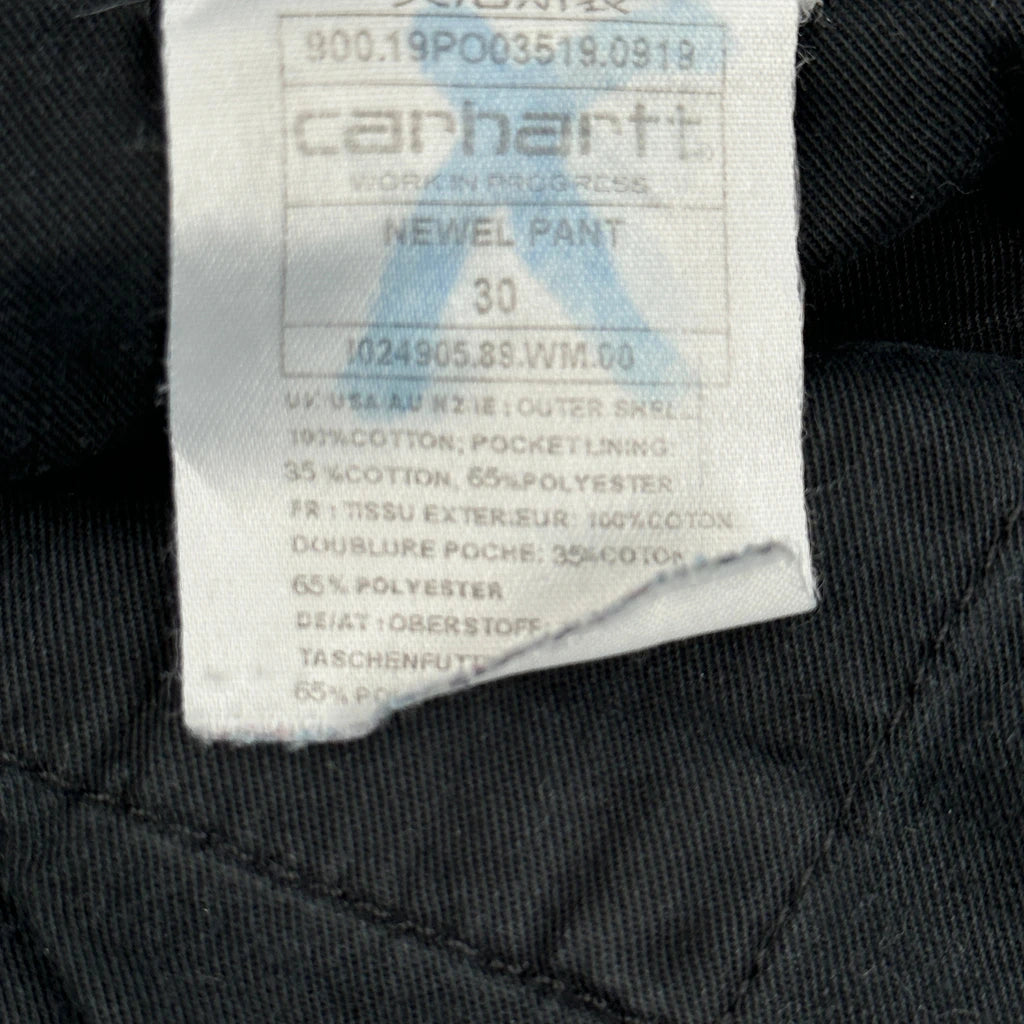 900.19PO03519.0919
carhartt
WORK IN PROGRESS
NEWEL PANT
30
I024905.89.WM.00
UK USA AU NZ IE : OUTER
100%COTTON; POCKET LINING:
35%COTTON, 65%POLYESTER
FR : TISSU EXTERIEUR: 100%COTON
DOUBLURE POCHE: 35%COTON
65% POLYESTER
DE/AT : OBERSTOFF:
65%